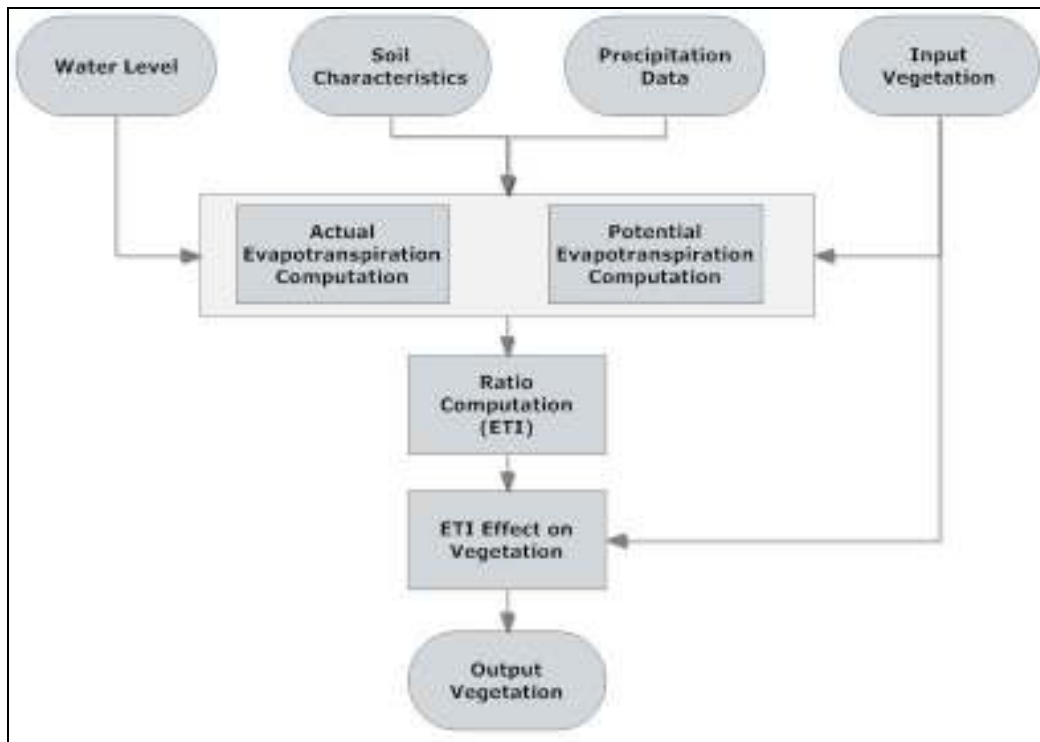 Water Level
Soil
Characteristics
Precipitation
Data
Input
Vegetation
Actual
Evapotranspiration
Computation
Potential
Evapotranspiration
Computation
Ratio
Computation
(ETI)
ETI Effect on
Vegetation
Output
Vegetation